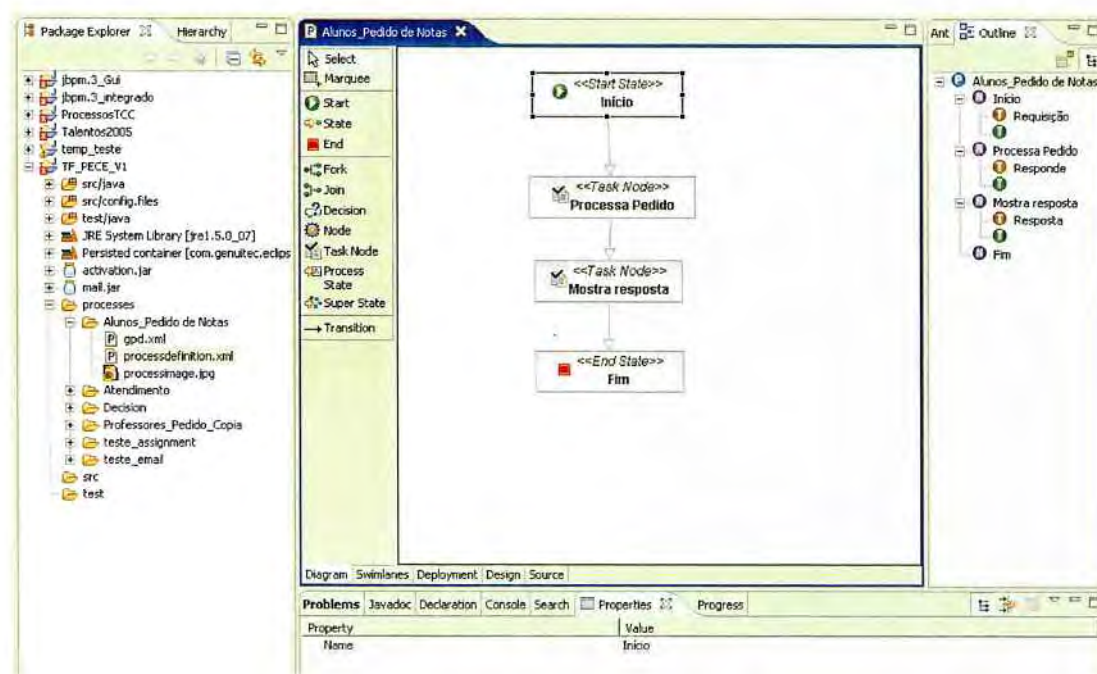 Package Explorer
Hierarchy
jbpm.3_Gui
jbpm.3_integrado
ProcessosTCC
Talentos2005
temp_teste
TF_PECE_V1
src/java
src/config.files
test/java
JRE System Library [jre1.5.0_07]
Persisted container [com.genuitec.eclips
activation.jar
mail.jar
processes
Alunos_Pedido de Notas
gpd.xml
processdefinition.xml
processimage.jpg
Atendimento
Decision
Professores_Pedido_Copia
teste_assignment
teste_email
src
test
Alunos_Pedido de Notas
Select
Marquee
Start
State
End
Fork
Join
Decision
Node
Task Node
Process
State
Super State
Transition
<<Start State>>
Início
<<Task Node>>
Processa Pedido
<<Task Node>>
Mostra resposta
<<End State>>
Fim
Diagram Swimlanes Deployment Design Source
Ant
Outline
Alunos_Pedido de Notas
Início
Requisição
Processa Pedido
Responde
Mostra resposta
Resposta
Fim
Problems Javadoc Declaration Console Search Properties Progress
Property Value
Name Início